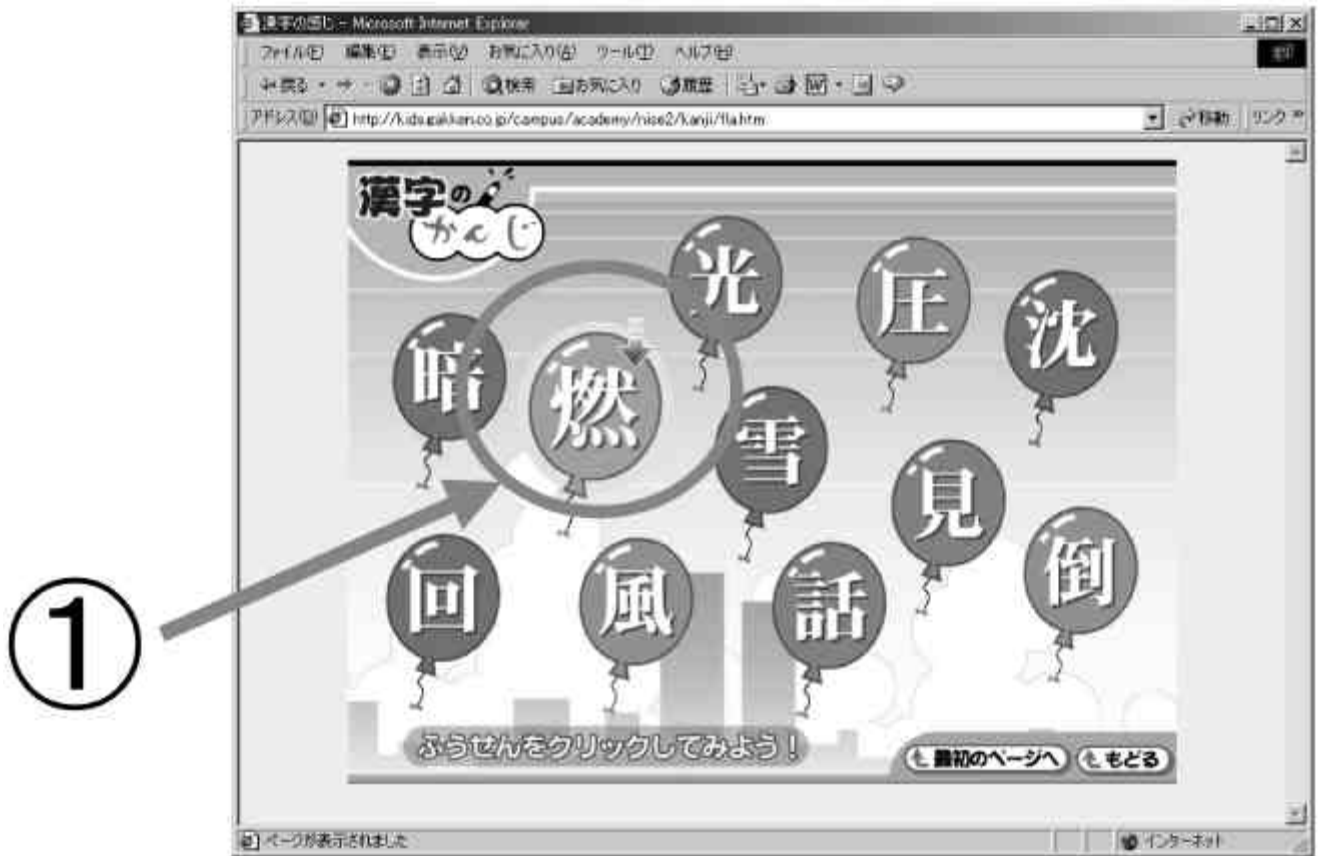 漢字の感じ - Microsoft Internet Explorer
ファイル(F) 編集(E) 表示(V) お気に入り(A) ツール(T) ヘルプ(H)
戻る 検索 お気に入り 履歴
アドレス(D) http://kids.gakken.co.jp/campus/academy/nise2/kanji/fla.htm 移動 リンク »
漢字の
かんじ
光
圧
沈
暗
燃
雪
見
倒
回
風
話
①
ふうせんをクリックしてみよう！
最初のページへ もどる
ページが表示されました インターネット